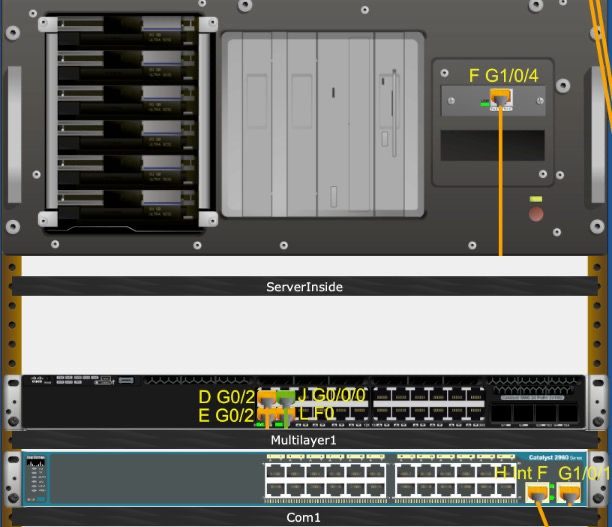 F G1/0/4
ServerInside
D G0/2
J G0/0/0
E G0/2
L F0
Multilayer1
Catalyst 2960 Series
H Int F
G1/0/1
Com1